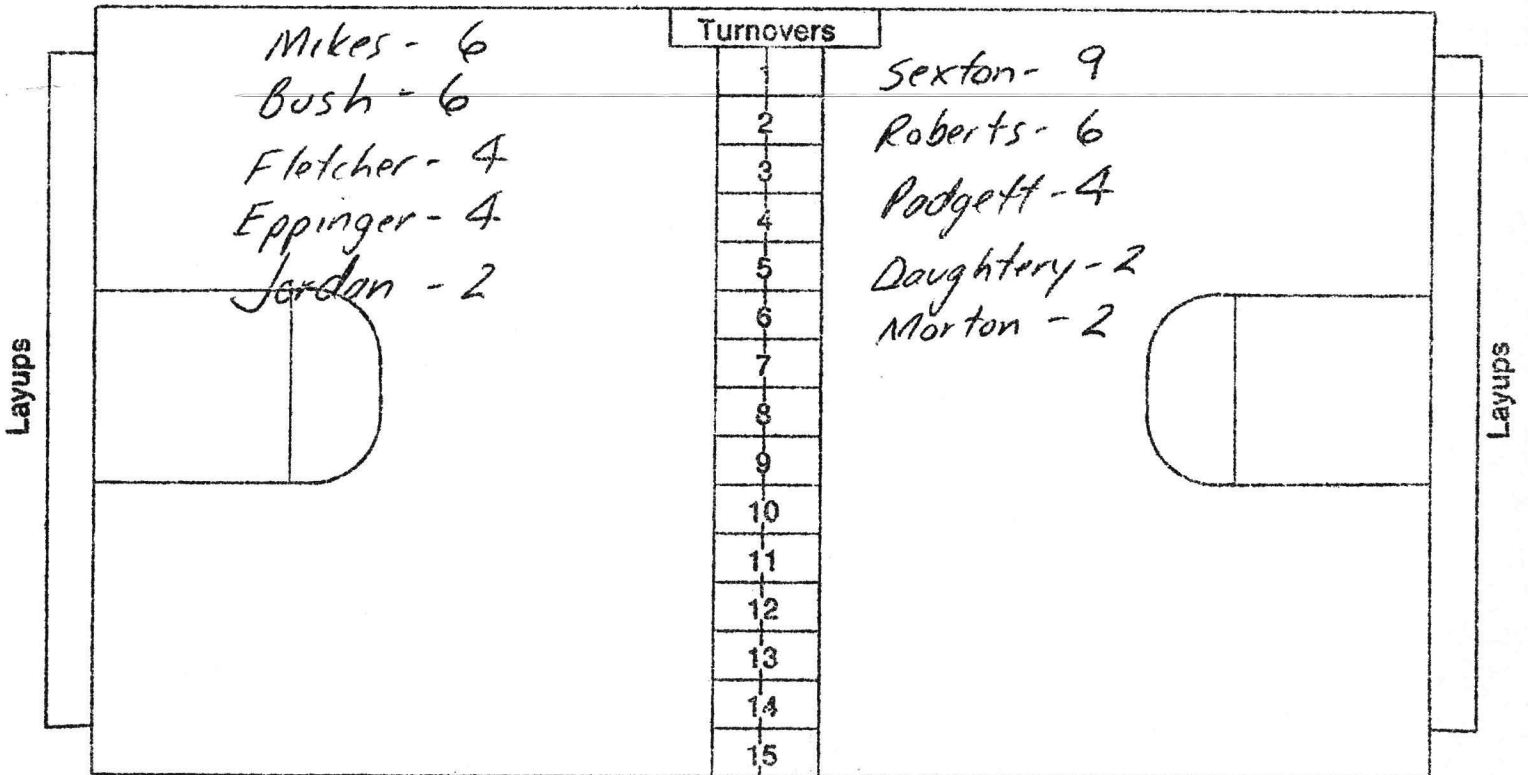 Turnovers
Mikes - 6
Bush - 6
Fletcher - 4
Eppinger - 4
Jordan - 2
1
2
3
4
5
6
7
8
9
10
11
12
13
14
15
Sexton - 9
Roberts - 6
Padgett - 4
Daughtery - 2
Morton - 2
Layups
Layups